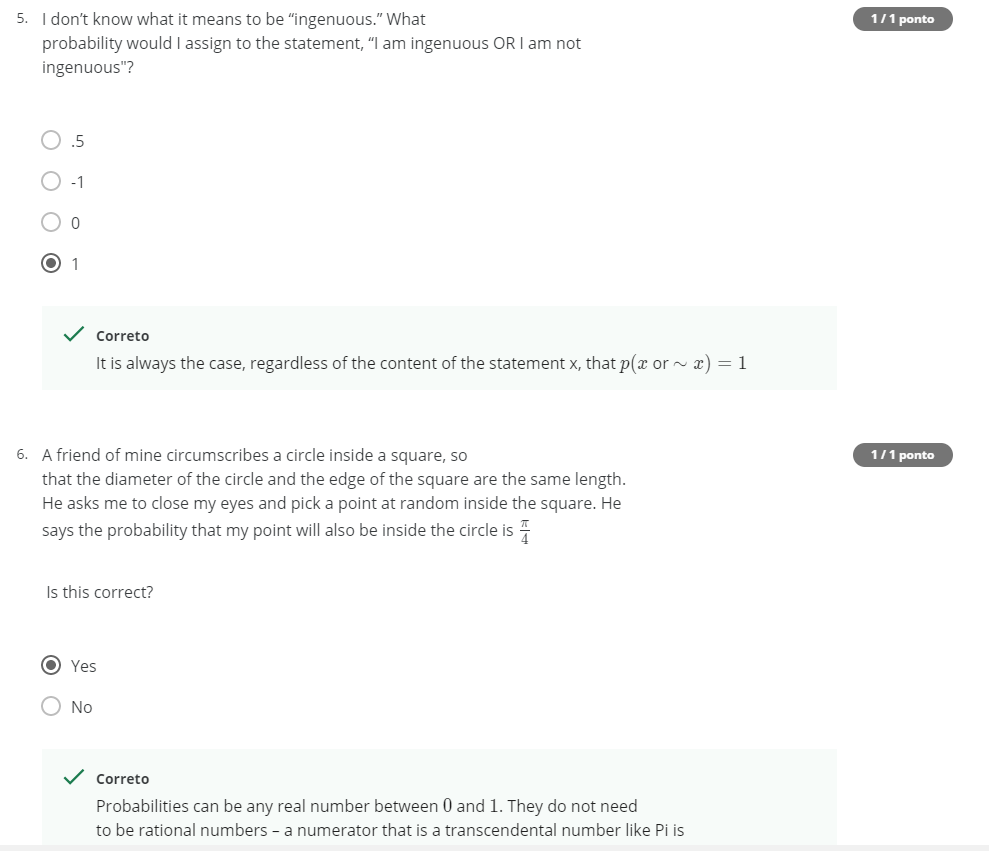 5. I don’t know what it means to be “ingenuous.” What 1 / 1 ponto
probability would I assign to the statement, “I am ingenuous OR I am not
ingenuous"?
.5
-1
0
1
Correto
It is always the case, regardless of the content of the statement x, that p(x or ∼ x) = 1
6. A friend of mine circumscribes a circle inside a square, so 1 / 1 ponto
that the diameter of the circle and the edge of the square are the same length.
He asks me to close my eyes and pick a point at random inside the square. He
says the probability that my point will also be inside the circle is π/4
Is this correct?
Yes
No
Correto
Probabilities can be any real number between 0 and 1. They do not need
to be rational numbers – a numerator that is a transcendental number like Pi is